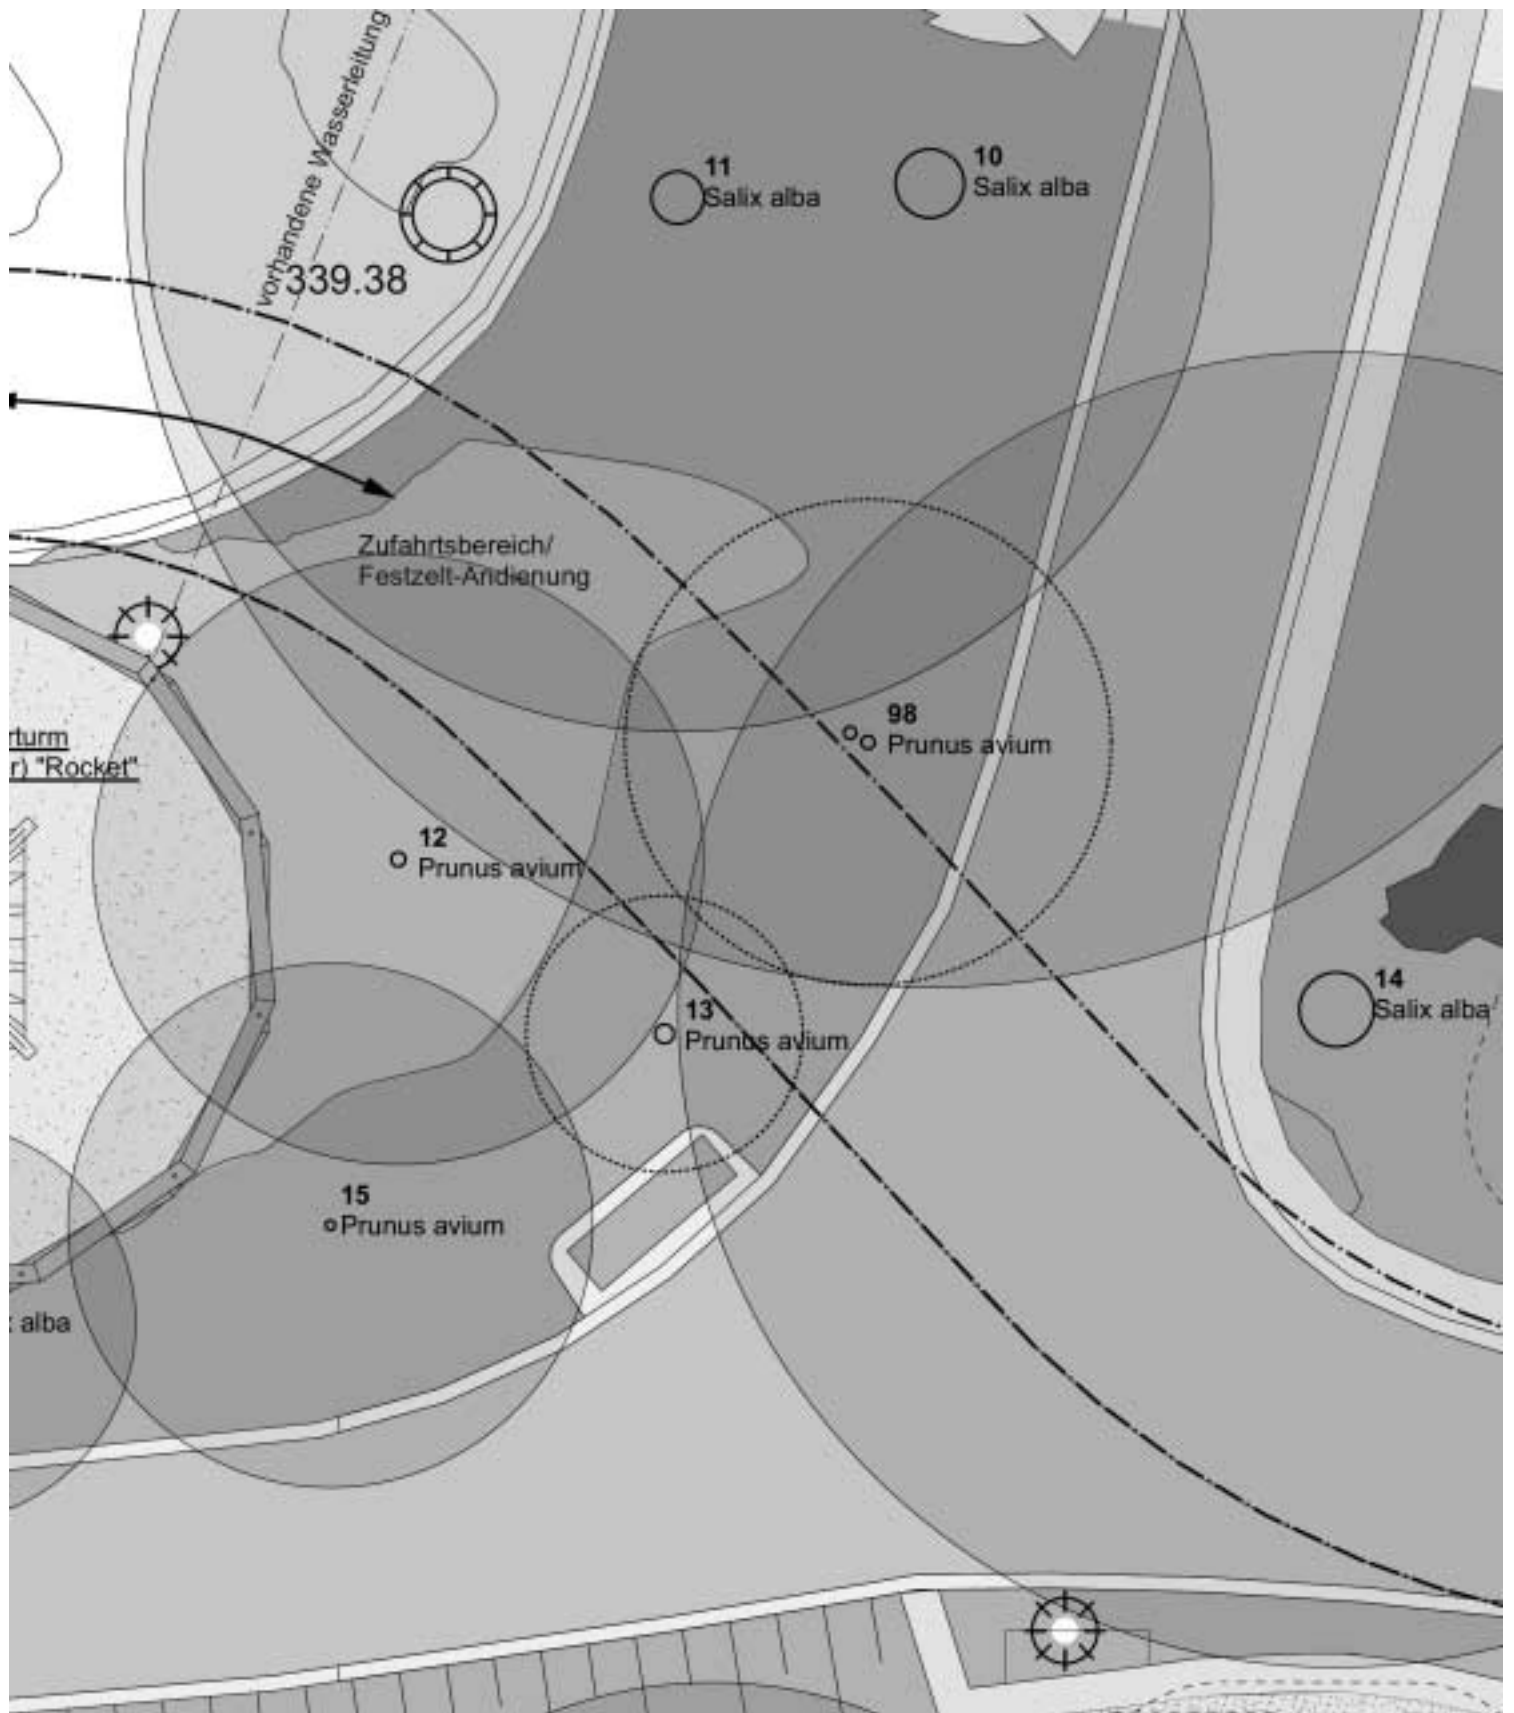 vorhandene Wasserleitung
11
Salix alba
10
Salix alba
339.38
Zufahrtsbereich/
Festzelt-Andienung
98
Prunus avium
rturm
r) "Rocket"
12
Prunus avium
14
Salix alba
13
Prunus avium
15
Prunus avium
alba